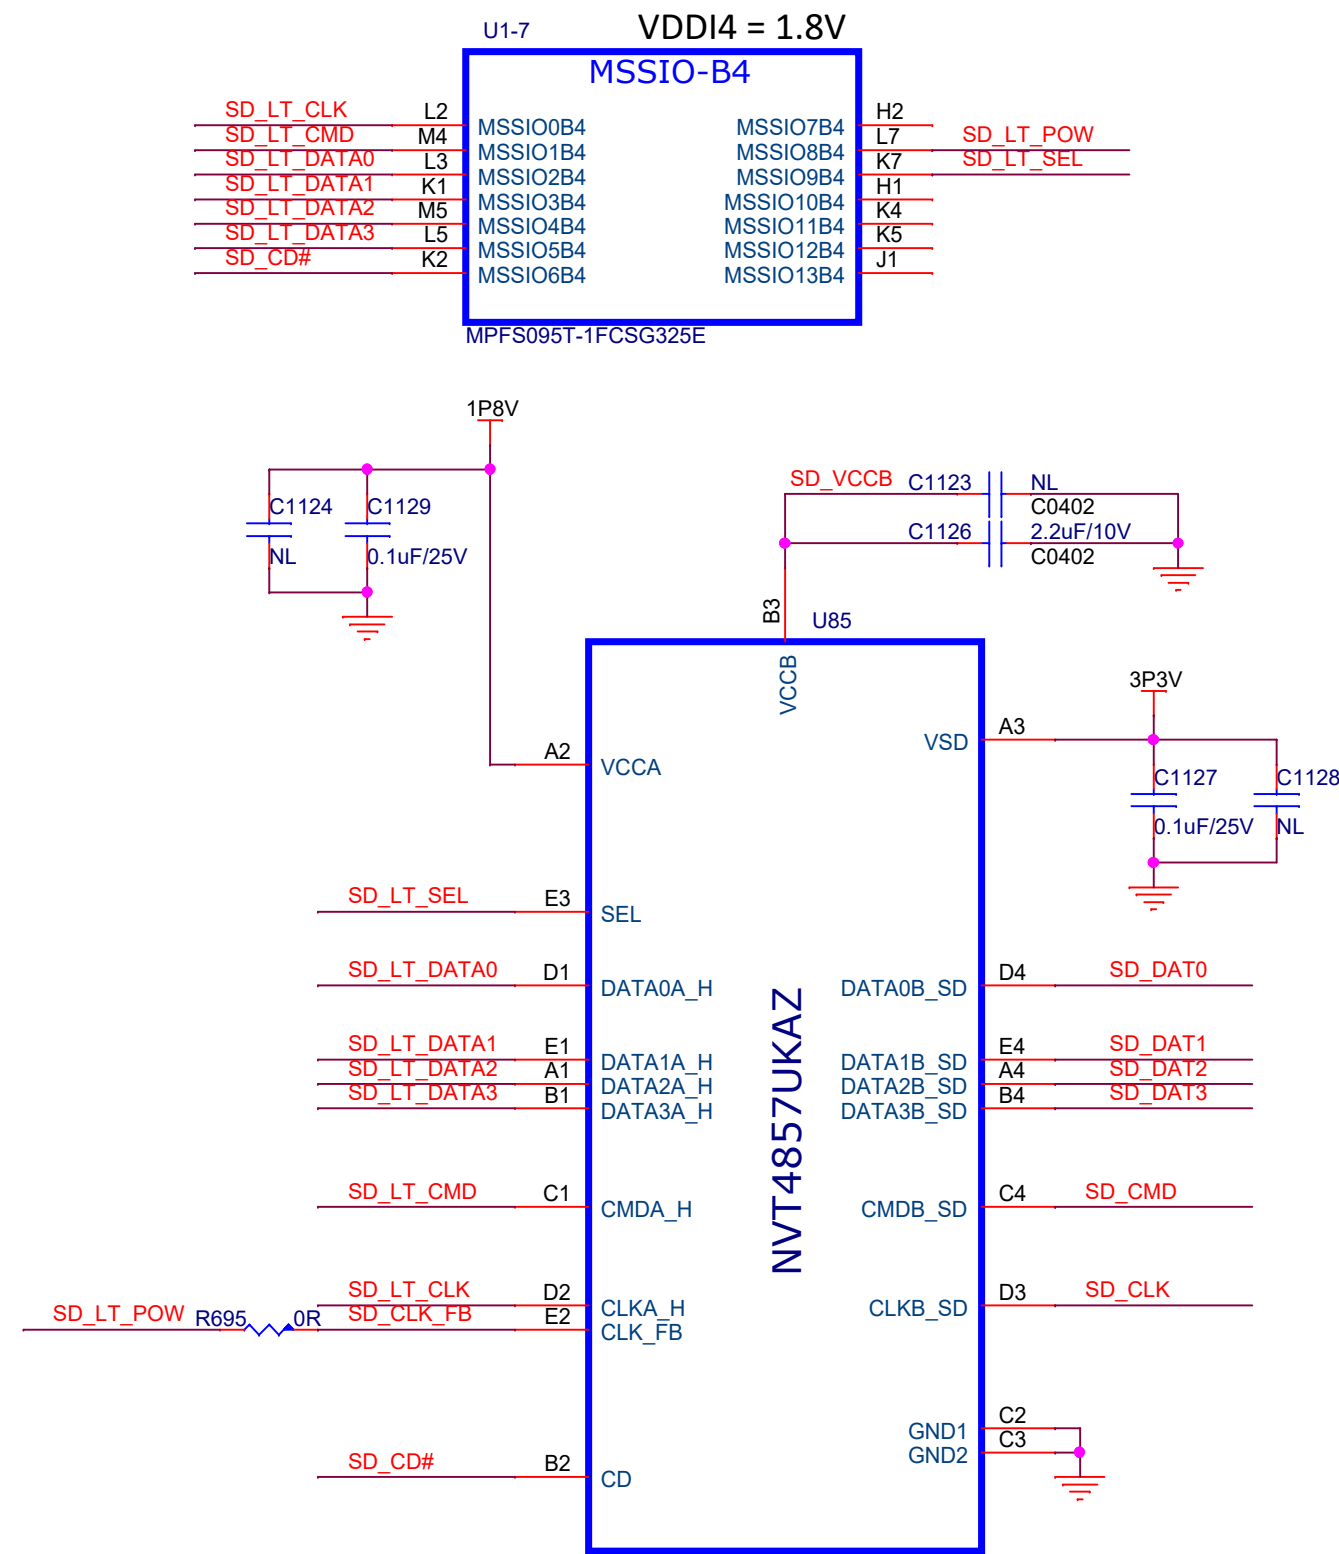 U1-7 VDDI4 = 1.8V
MSSIO-B4
SD_LT_CLK L2 MSSIO0B4 MSSIO7B4 H2
SD_LT_CMD M4 MSSIO1B4 MSSIO8B4 L7 SD_LT_POW
SD_LT_DATA0 L3 MSSIO2B4 MSSIO9B4 K7 SD_LT_SEL
SD_LT_DATA1 K1 MSSIO3B4 MSSIO10B4 H1
SD_LT_DATA2 M5 MSSIO4B4 MSSIO11B4 K4
SD_LT_DATA3 L5 MSSIO5B4 MSSIO12B4 K5
SD_CD# K2 MSSIO6B4 MSSIO13B4 J1
MPFS095T-1FCSG325E
1P8V
SD_VCCB C1123 NL
C0402
C1124 C1129
C1126 2.2uF/10V
C0402
NL 0.1uF/25V
B3 U85
VCCB
3P3V
A3
VSD
A2
VCCA
C1127 C1128
0.1uF/25V NL
SD_LT_SEL E3
SEL
SD_LT_DATA0 D1 D4 SD_DAT0
DATA0A_H DATA0B_SD
SD_LT_DATA1 E1 E4 SD_DAT1
DATA1A_H DATA1B_SD
SD_LT_DATA2 A1 A4 SD_DAT2
DATA2A_H DATA2B_SD
SD_LT_DATA3 B1 B4 SD_DAT3
DATA3A_H DATA3B_SD
NVT4857UKAZ
SD_LT_CMD C1 C4 SD_CMD
CMDA_H CMDB_SD
SD_LT_CLK D2 D3 SD_CLK
CLKA_H CLKB_SD
SD_LT_POW R695 0R SD_CLK_FB E2
CLK_FB
C2
GND1
C3
GND2
SD_CD# B2
CD